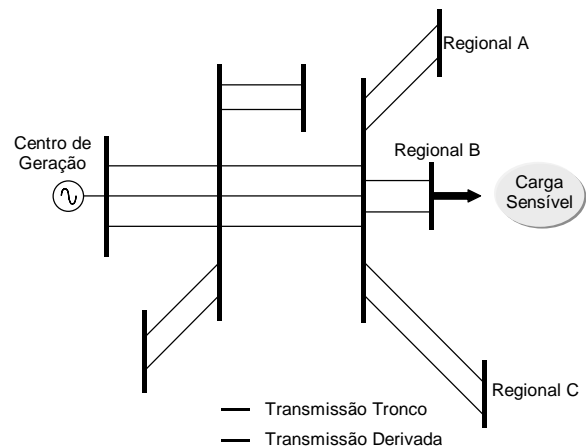 Regional A
Centro de
Geração
Regional B
Carga
Sensível
Regional C
Transmissão Tronco
Transmissão Derivada